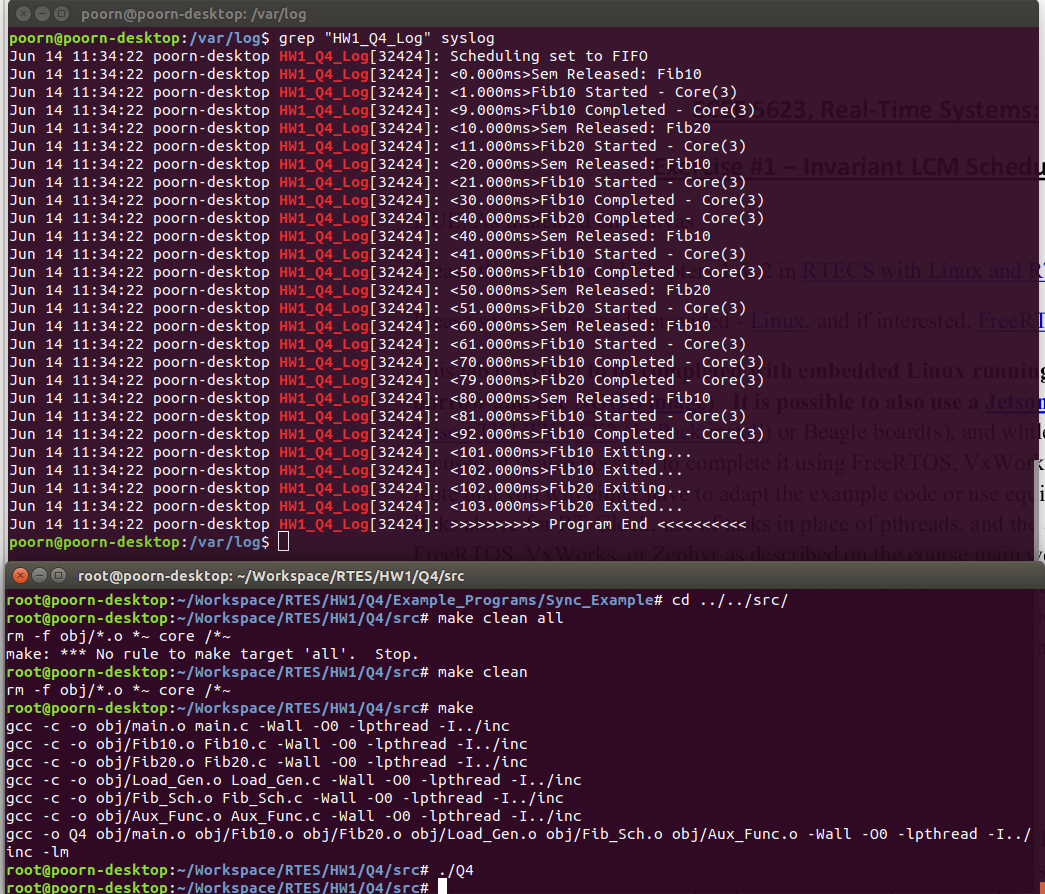 poorn@poorn-desktop: /var/log
poorn@poorn-desktop:/var/log$ grep "HW1_Q4_Log" syslog
Jun 14 11:34:22 poorn-desktop HW1_Q4_Log[32424]: Scheduling set to FIFO
Jun 14 11:34:22 poorn-desktop HW1_Q4_Log[32424]: <0.000ms>Sem Released: Fib10
Jun 14 11:34:22 poorn-desktop HW1_Q4_Log[32424]: <1.000ms>Fib10 Started - Core(3)
Jun 14 11:34:22 poorn-desktop HW1_Q4_Log[32424]: <9.000ms>Fib10 Completed - Core(3)
Jun 14 11:34:22 poorn-desktop HW1_Q4_Log[32424]: <10.000ms>Sem Released: Fib20
Jun 14 11:34:22 poorn-desktop HW1_Q4_Log[32424]: <11.000ms>Fib20 Started - Core(3)
Jun 14 11:34:22 poorn-desktop HW1_Q4_Log[32424]: <20.000ms>Sem Released: Fib10
Jun 14 11:34:22 poorn-desktop HW1_Q4_Log[32424]: <21.000ms>Fib10 Started - Core(3)
Jun 14 11:34:22 poorn-desktop HW1_Q4_Log[32424]: <30.000ms>Fib10 Completed - Core(3)
Jun 14 11:34:22 poorn-desktop HW1_Q4_Log[32424]: <40.000ms>Fib20 Completed - Core(3)
Jun 14 11:34:22 poorn-desktop HW1_Q4_Log[32424]: <40.000ms>Sem Released: Fib10
Jun 14 11:34:22 poorn-desktop HW1_Q4_Log[32424]: <41.000ms>Fib10 Started - Core(3)
Jun 14 11:34:22 poorn-desktop HW1_Q4_Log[32424]: <50.000ms>Fib10 Completed - Core(3)
Jun 14 11:34:22 poorn-desktop HW1_Q4_Log[32424]: <50.000ms>Sem Released: Fib20
Jun 14 11:34:22 poorn-desktop HW1_Q4_Log[32424]: <51.000ms>Fib20 Started - Core(3)
Jun 14 11:34:22 poorn-desktop HW1_Q4_Log[32424]: <60.000ms>Sem Released: Fib10
Jun 14 11:34:22 poorn-desktop HW1_Q4_Log[32424]: <61.000ms>Fib10 Started - Core(3)
Jun 14 11:34:22 poorn-desktop HW1_Q4_Log[32424]: <70.000ms>Fib10 Completed - Core(3)
Jun 14 11:34:22 poorn-desktop HW1_Q4_Log[32424]: <79.000ms>Fib20 Completed - Core(3)
Jun 14 11:34:22 poorn-desktop HW1_Q4_Log[32424]: <80.000ms>Sem Released: Fib10
Jun 14 11:34:22 poorn-desktop HW1_Q4_Log[32424]: <81.000ms>Fib10 Started - Core(3)
Jun 14 11:34:22 poorn-desktop HW1_Q4_Log[32424]: <92.000ms>Fib10 Completed - Core(3)
Jun 14 11:34:22 poorn-desktop HW1_Q4_Log[32424]: <101.000ms>Fib10 Exiting...
Jun 14 11:34:22 poorn-desktop HW1_Q4_Log[32424]: <102.000ms>Fib10 Exited...
Jun 14 11:34:22 poorn-desktop HW1_Q4_Log[32424]: <102.000ms>Fib20 Exiting...
Jun 14 11:34:22 poorn-desktop HW1_Q4_Log[32424]: <103.000ms>Fib20 Exited...
Jun 14 11:34:22 poorn-desktop HW1_Q4_Log[32424]: >>>>>>>>>> Program End <<<<<<<<<<
poorn@poorn-desktop:/var/log$
root@poorn-desktop: ~/Workspace/RTES/HW1/Q4/src
root@poorn-desktop:~/Workspace/RTES/HW1/Q4/Example_Programs/Sync_Example# cd ../../src/
root@poorn-desktop:~/Workspace/RTES/HW1/Q4/src# make clean all
rm -f obj/*.o *~ core /*~
make: *** No rule to make target 'all'.  Stop.
root@poorn-desktop:~/Workspace/RTES/HW1/Q4/src# make clean
rm -f obj/*.o *~ core /*~
root@poorn-desktop:~/Workspace/RTES/HW1/Q4/src# make
gcc -c -o obj/main.o main.c -Wall -O0 -lpthread -I../inc
gcc -c -o obj/Fib10.o Fib10.c -Wall -O0 -lpthread -I../inc
gcc -c -o obj/Fib20.o Fib20.c -Wall -O0 -lpthread -I../inc
gcc -c -o obj/Load_Gen.o Load_Gen.c -Wall -O0 -lpthread -I../inc
gcc -c -o obj/Fib_Sch.o Fib_Sch.c -Wall -O0 -lpthread -I../inc
gcc -c -o obj/Aux_Func.o Aux_Func.c -Wall -O0 -lpthread -I../inc
gcc -o Q4 obj/main.o obj/Fib10.o obj/Fib20.o obj/Load_Gen.o obj/Fib_Sch.o obj/Aux_Func.o -Wall -O0 -lpthread -I../
inc -lm
root@poorn-desktop:~/Workspace/RTES/HW1/Q4/src# ./Q4
root@poorn-desktop:~/Workspace/RTES/HW1/Q4/src#